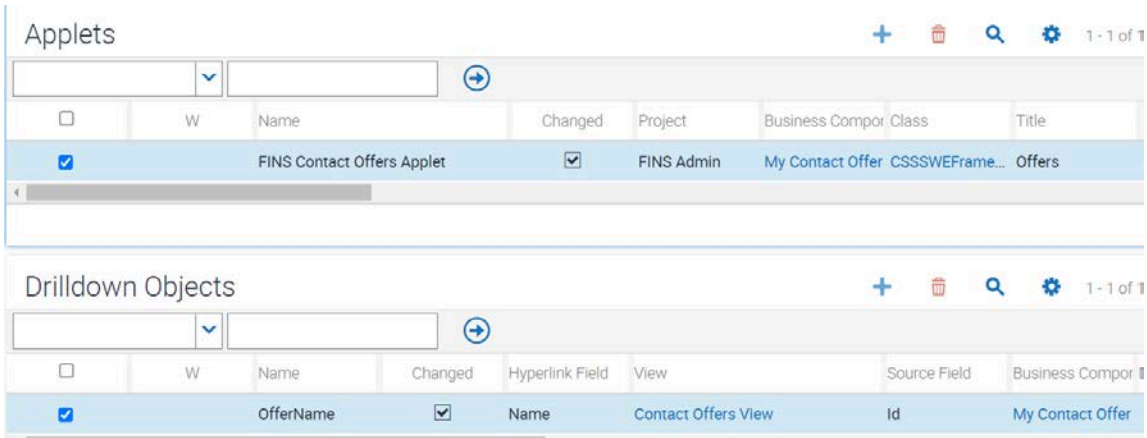 Applets
1 - 1 of 1
W Name Changed Project Business Compor Class Title
FINS Contact Offers Applet FINS Admin My Contact Offer CSSSWEFrame... Offers
Drilldown Objects
1 - 1 of 1
W Name Changed Hyperlink Field View Source Field Business Compor
OfferName Name Contact Offers View Id My Contact Offer